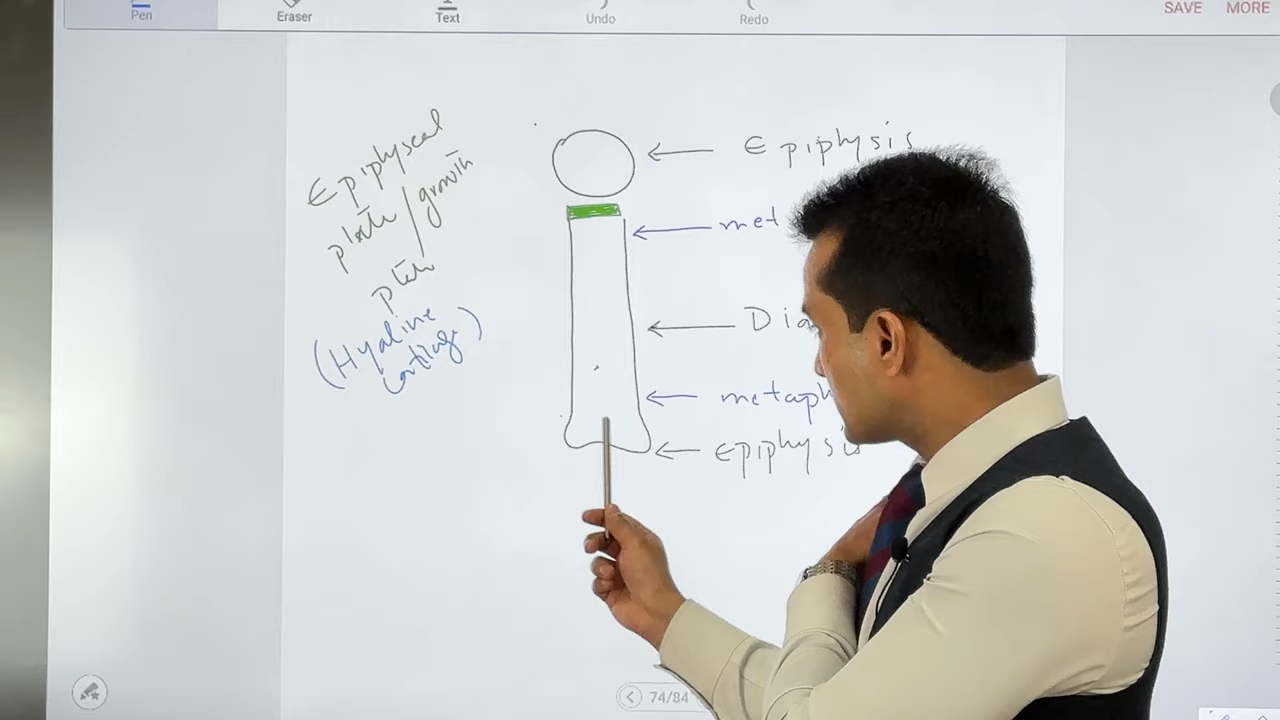 Pen
Eraser
Text
Undo
Redo
SAVE
MORE
Epiphyseal
plate/growth
plate
(Hyaline
cartilage)
Epiphysis
met
Dia
metaph
Epiphysis
74/84